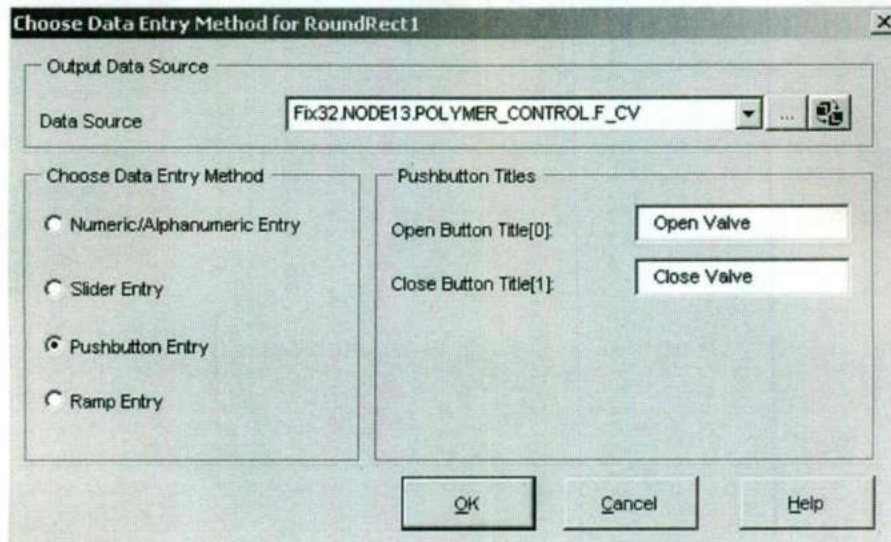 Choose Data Entry Method for RoundRect1
Output Data Source
Data Source
Fix32.NODE13.POLYMER_CONTROL.F_CV
...
Choose Data Entry Method
Numeric/Alphanumeric Entry
Slider Entry
Pushbutton Entry
Ramp Entry
Pushbutton Titles
Open Button Title[0]:
Open Valve
Close Button Title[1]:
Close Valve
OK
Cancel
Help